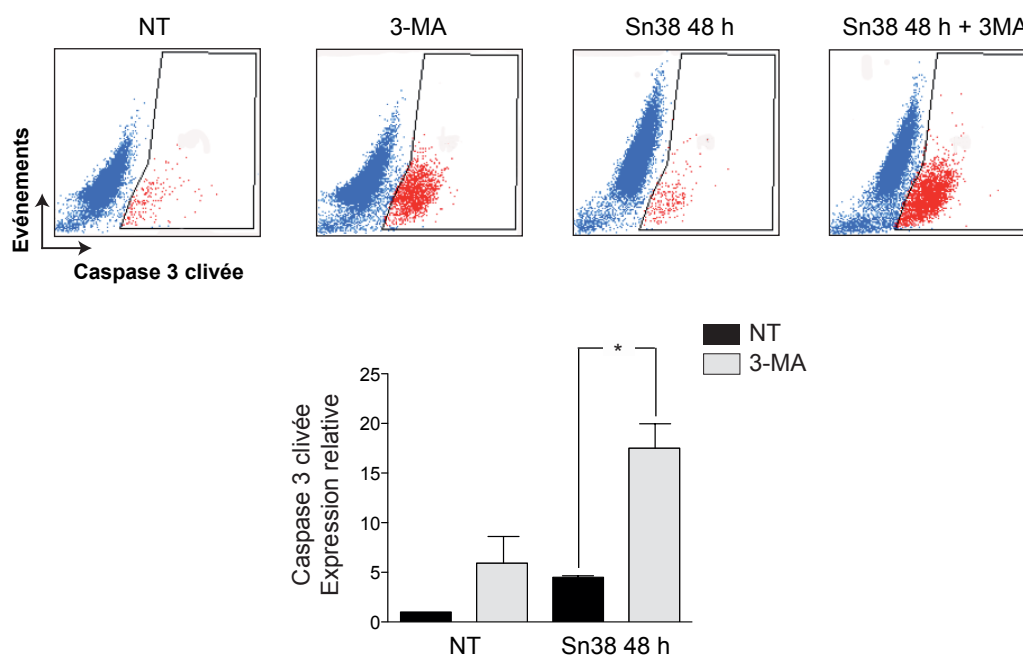 NT
3-MA
Sn38 48 h
Sn38 48 h + 3MA
Evénements
Caspase 3 clivée
NT
3-MA
*
25
20
15
10
5
0
Caspase 3 clivée
Expression relative
NT
Sn38 48 h